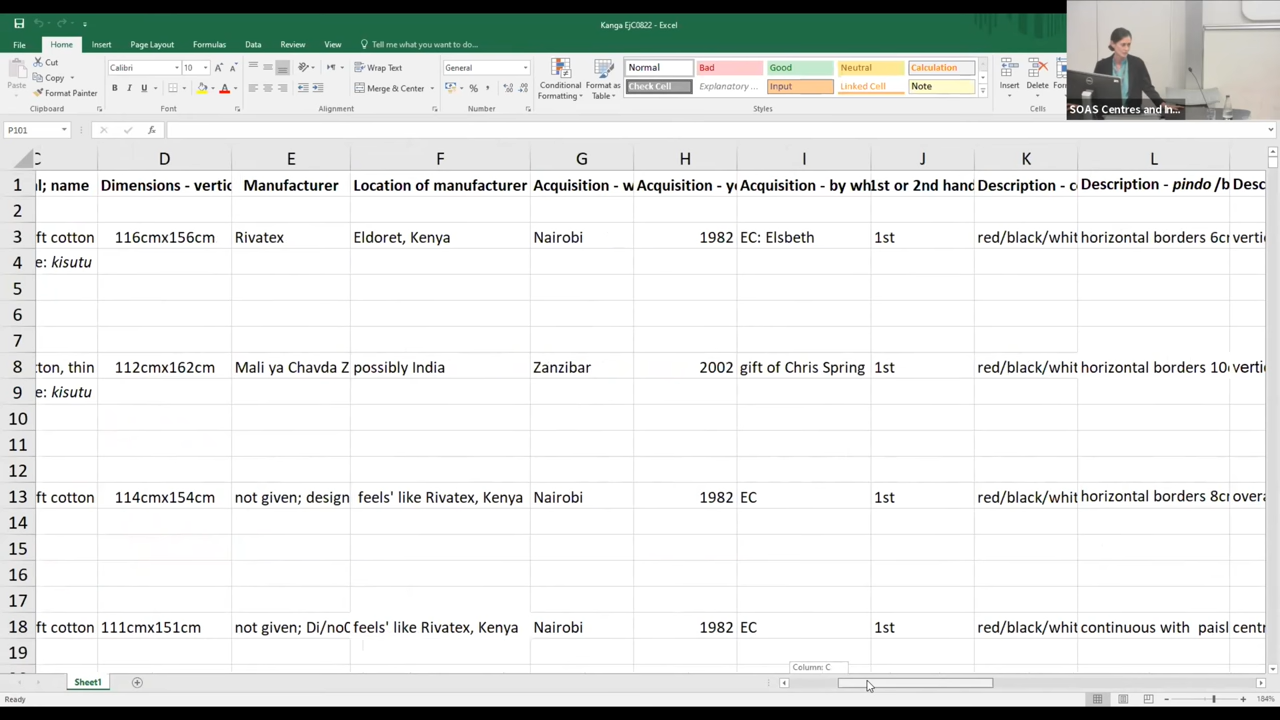 Kanga EjC0822 - Excel
File Home Insert Page Layout Formulas Data Review View Tell me what you want to do...
Paste Cut Calibri 10 Wrap Text General Conditional Formatting Format as Table Normal Bad Good Neutral Calculation Insert Delete
Copy Format Painter Merge & Center Check Cell Explanatory ... Input Linked Cell Note
Clipboard Font Alignment Number Styles Cells
SOAS Centres and In...
P101 fx
C D E F G H I J K L
1 l; name Dimensions - vertic Manufacturer Location of manufacturer Acquisition - w Acquisition - ye Acquisition - by wh 1st or 2nd hand Description - c Description - pindo /b Desc
2
3 ft cotton 116cmx156cm Rivatex Eldoret, Kenya Nairobi 1982 EC: Elsbeth 1st red/black/whit horizontal borders 6c vertic
4 e: kisutu
5
6
7
8 ton, thin 112cmx162cm Mali ya Chavda Z possibly India Zanzibar 2002 gift of Chris Spring 1st red/black/whit horizontal borders 10 vertic
9 e: kisutu
10
11
12
13 ft cotton 114cmx154cm not given; design feels' like Rivatex, Kenya Nairobi 1982 EC 1st red/black/whit horizontal borders 8c overa
14
15
16
17
18 ft cotton 111cmx151cm not given; Di/no feels' like Rivatex, Kenya Nairobi 1982 EC 1st red/black/whit continuous with paisl centr
19
Column: C
Sheet1
Ready 184%